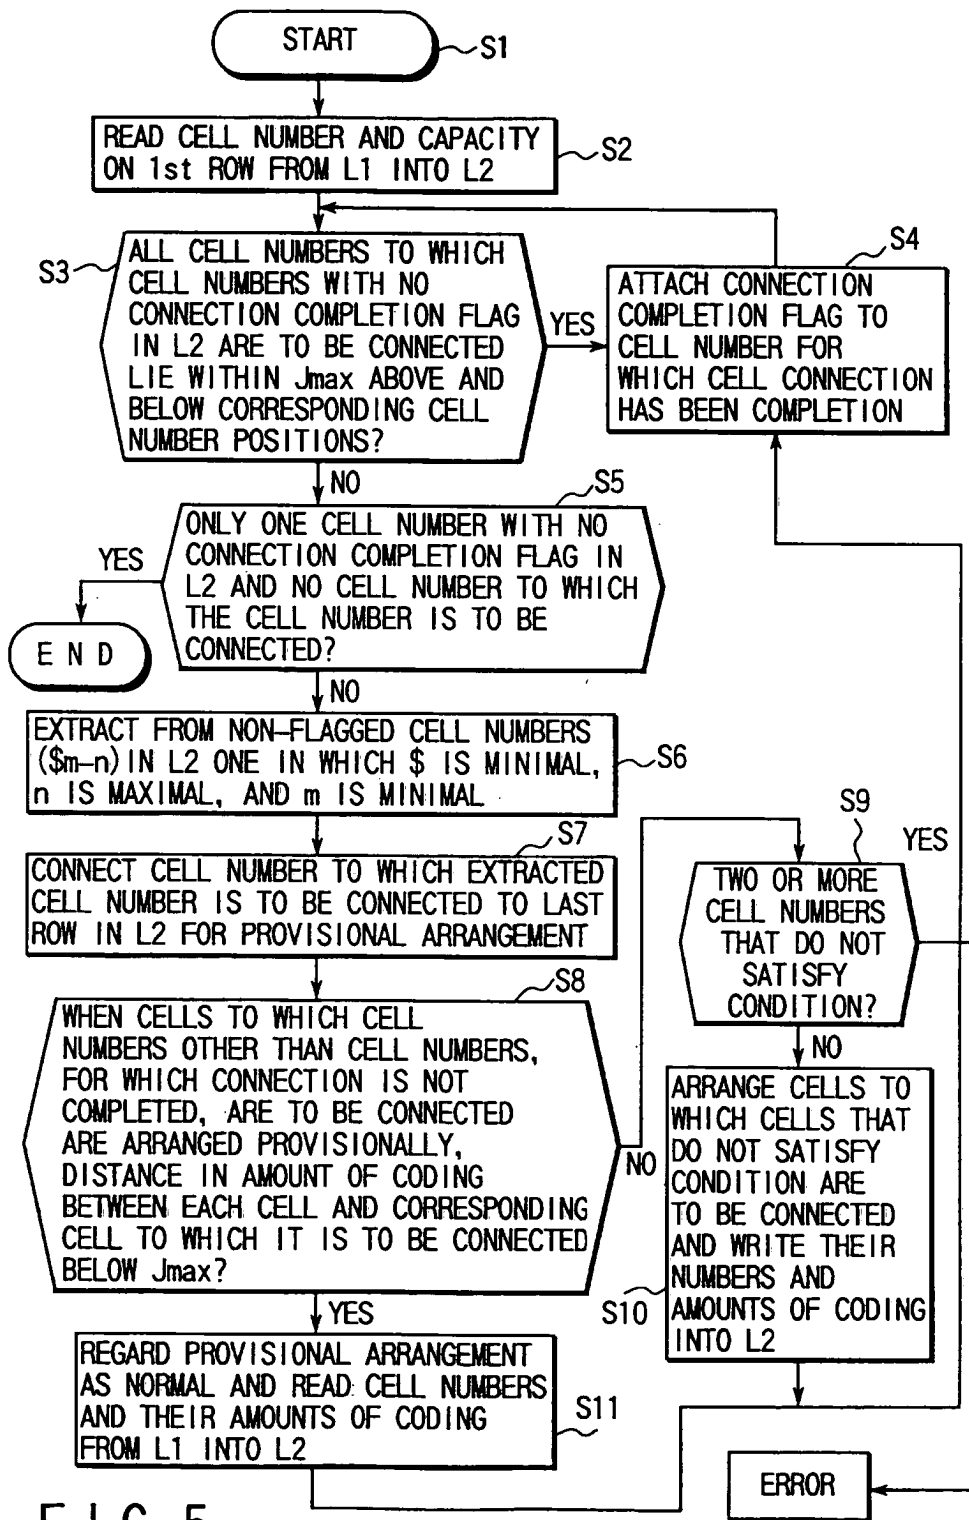 START
S1
READ CELL NUMBER AND CAPACITY
ON 1st ROW FROM L1 INTO L2
S2
S3
ALL CELL NUMBERS TO WHICH
CELL NUMBERS WITH NO
CONNECTION COMPLETION FLAG
IN L2 ARE TO BE CONNECTED
LIE WITHIN Jmax ABOVE AND
BELOW CORRESPONDING CELL
NUMBER POSITIONS?
YES
S4
ATTACH CONNECTION
COMPLETION FLAG TO
CELL NUMBER FOR
WHICH CELL CONNECTION
HAS BEEN COMPLETION
NO
S5
ONLY ONE CELL NUMBER WITH NO
CONNECTION COMPLETION FLAG IN
L2 AND NO CELL NUMBER TO WHICH
THE CELL NUMBER IS TO BE
CONNECTED?
YES
END
NO
EXTRACT FROM NON-FLAGGED CELL NUMBERS
($m-n) IN L2 ONE IN WHICH $ IS MINIMAL,
n IS MAXIMAL, AND m IS MINIMAL
S6
S7
CONNECT CELL NUMBER TO WHICH EXTRACTED
CELL NUMBER IS TO BE CONNECTED TO LAST
ROW IN L2 FOR PROVISIONAL ARRANGEMENT
S8
WHEN CELLS TO WHICH CELL
NUMBERS OTHER THAN CELL NUMBERS,
FOR WHICH CONNECTION IS NOT
COMPLETED, ARE TO BE CONNECTED
ARE ARRANGED PROVISIONALLY,
DISTANCE IN AMOUNT OF CODING
BETWEEN EACH CELL AND CORRESPONDING
CELL TO WHICH IT IS TO BE CONNECTED
BELOW Jmax?
NO
S9
TWO OR MORE
CELL NUMBERS
THAT DO NOT
SATISFY
CONDITION?
YES
NO
ARRANGE CELLS TO
WHICH CELLS THAT
DO NOT SATISFY
CONDITION ARE
TO BE CONNECTED
AND WRITE THEIR
NUMBERS AND
AMOUNTS OF CODING
INTO L2
S10
YES
REGARD PROVISIONAL ARRANGEMENT
AS NORMAL AND READ CELL NUMBERS
AND THEIR AMOUNTS OF CODING
FROM L1 INTO L2
S11
ERROR
FIG. 5